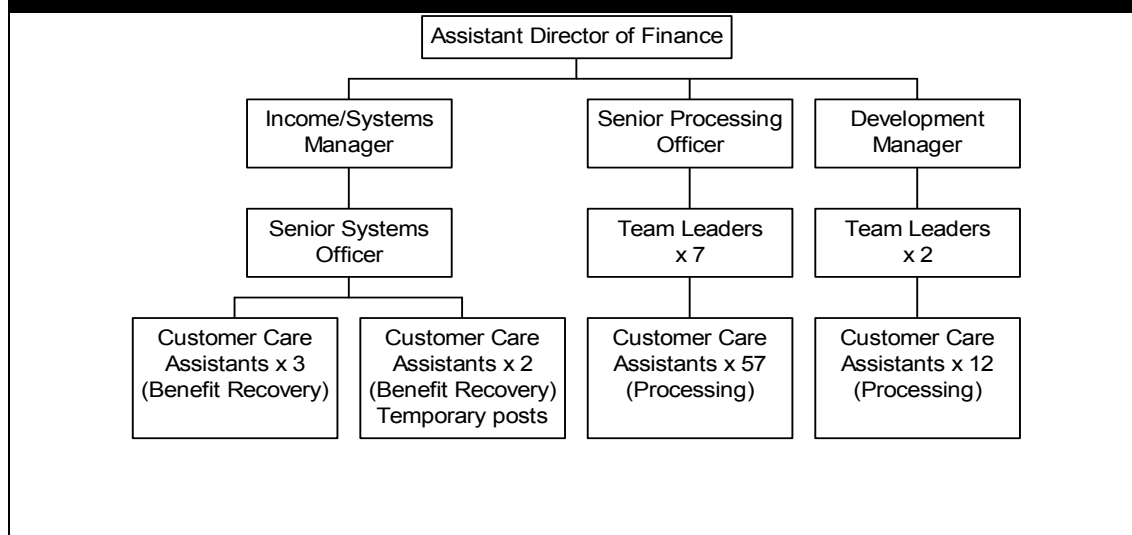 Assistant Director of Finance
Income/Systems
Manager
Senior Processing
Officer
Development
Manager
Senior Systems
Officer
Team Leaders
x 7
Team Leaders
x 2
Customer Care
Assistants x 3
(Benefit Recovery)
Customer Care
Assistants x 2
(Benefit Recovery)
Temporary posts
Customer Care
Assistants x 57
(Processing)
Customer Care
Assistants x 12
(Processing)